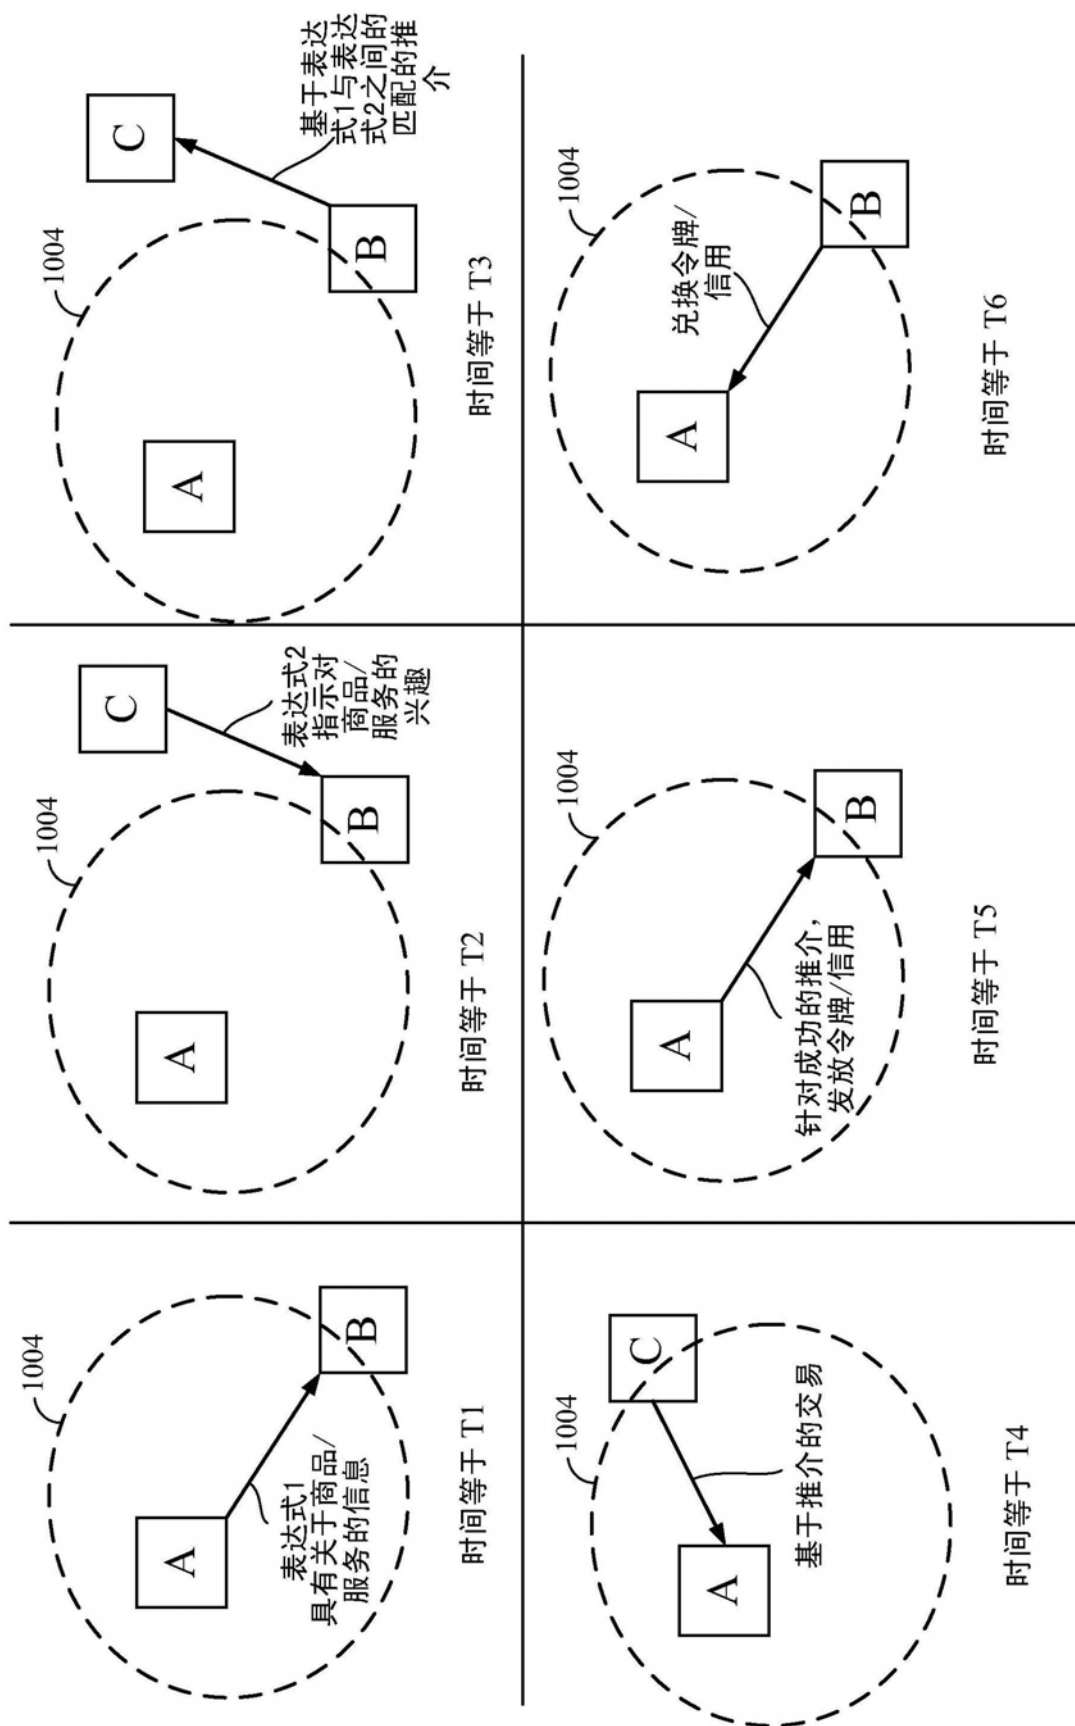 1004
A
B
表达式1
具有关于商品/
服务的信息
时间等于 T1
1004
A
B
C
表达式2
指示对
商品/
服务的
兴趣
时间等于 T2
1004
A
B
C
基于表达
式1与表达
式2之间的
匹配的推
介
时间等于 T3
1004
A
C
基于推介的交易
时间等于 T4
1004
A
B
针对成功的推介，
发放令牌/信用
时间等于 T5
1004
A
B
兑换令牌/
信用
时间等于 T6